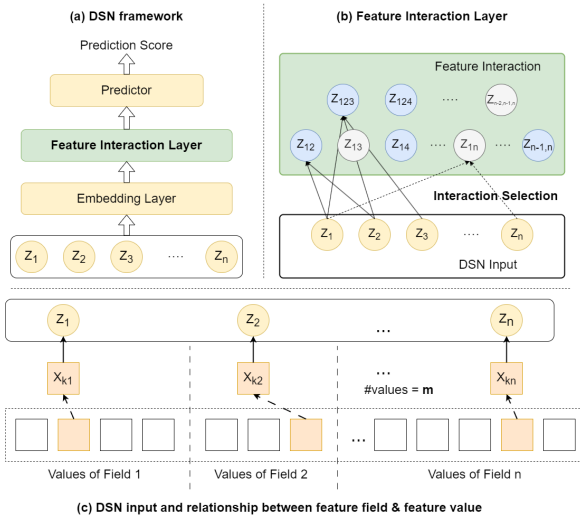 (a) DSN framework
Prediction Score
Predictor
Feature Interaction Layer
Embedding Layer
Z1 Z2 Z3 .... Zn
(b) Feature Interaction Layer
Feature Interaction
Z123 Z124 .... Zn-2,n-1,n
Z12 Z13 Z14 .... Z1n .... Zn-1,n
Interaction Selection
Z1 Z2 Z3 .... Zn
DSN Input
Z1 Z2 ... Zn
Xk1 Xk2 ... Xkn
#values = m
...
Values of Field 1 Values of Field 2 Values of Field n
(c) DSN input and relationship between feature field & feature value